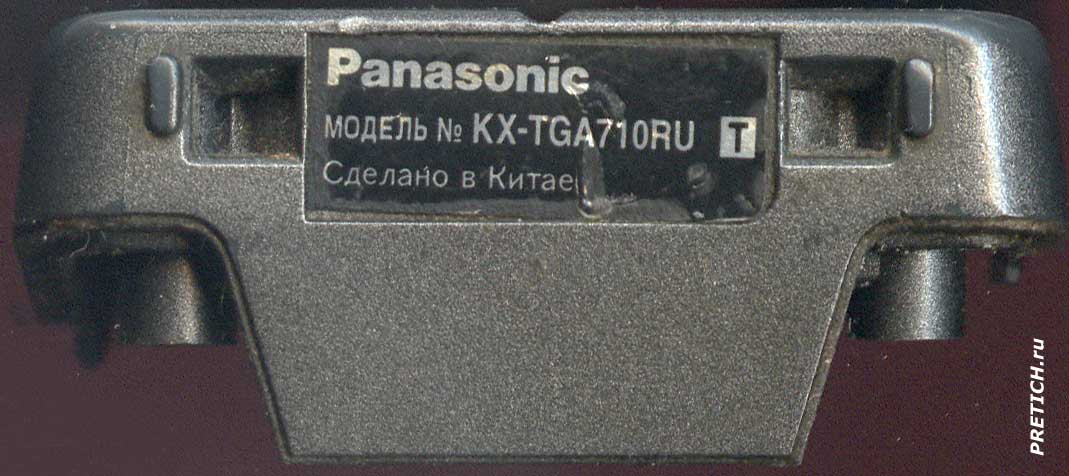 Panasonic
МОДЕЛЬ № KX-TGA710RU T
Сделано в Китае
PRETICH.ru